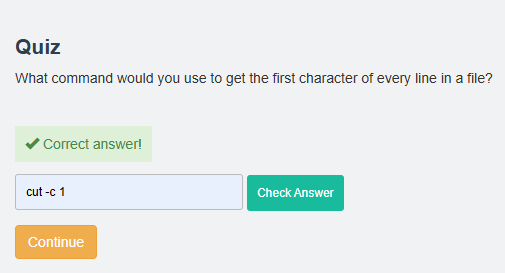 Quiz
What command would you use to get the first character of every line in a file?
Correct answer!
cut -c 1
Check Answer
Continue